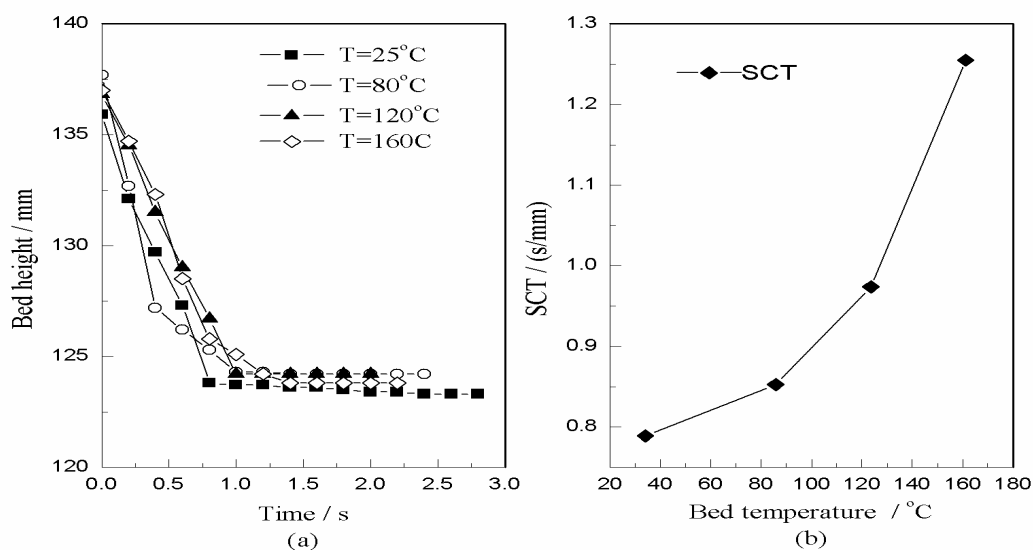 140
135
130
125
120
Bed height / mm
T=25°C
T=80°C
T=120°C
T=160C
0.0 0.5 1.0 1.5 2.0 2.5 3.0
Time / s
(a)
1.3
1.2
1.1
1.0
0.9
0.8
SCT / (s/mm)
SCT
20 40 60 80 100 120 140 160 180
Bed temperature / °C
(b)